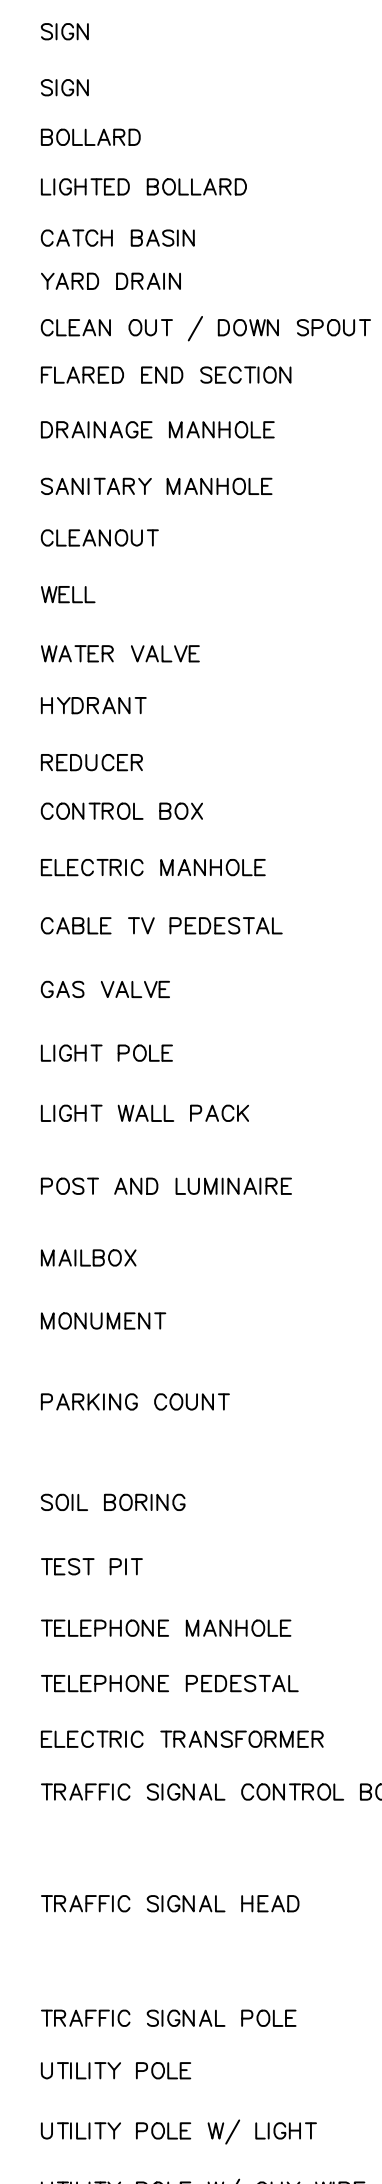 SIGN
SIGN
BOLLARD
LIGHTED BOLLARD
CATCH BASIN
YARD DRAIN
CLEAN OUT / DOWN SPOUT
FLARED END SECTION
DRAINAGE MANHOLE
SANITARY MANHOLE
CLEANOUT
WELL
WATER VALVE
HYDRANT
REDUCER
CONTROL BOX
ELECTRIC MANHOLE
CABLE TV PEDESTAL
GAS VALVE
LIGHT POLE
LIGHT WALL PACK
POST AND LUMINAIRE
MAILBOX
MONUMENT
PARKING COUNT
SOIL BORING
TEST PIT
TELEPHONE MANHOLE
TELEPHONE PEDESTAL
ELECTRIC TRANSFORMER
TRAFFIC SIGNAL CONTROL
TRAFFIC SIGNAL HEAD
TRAFFIC SIGNAL POLE
UTILITY POLE
UTILITY POLE W/ LIGHT